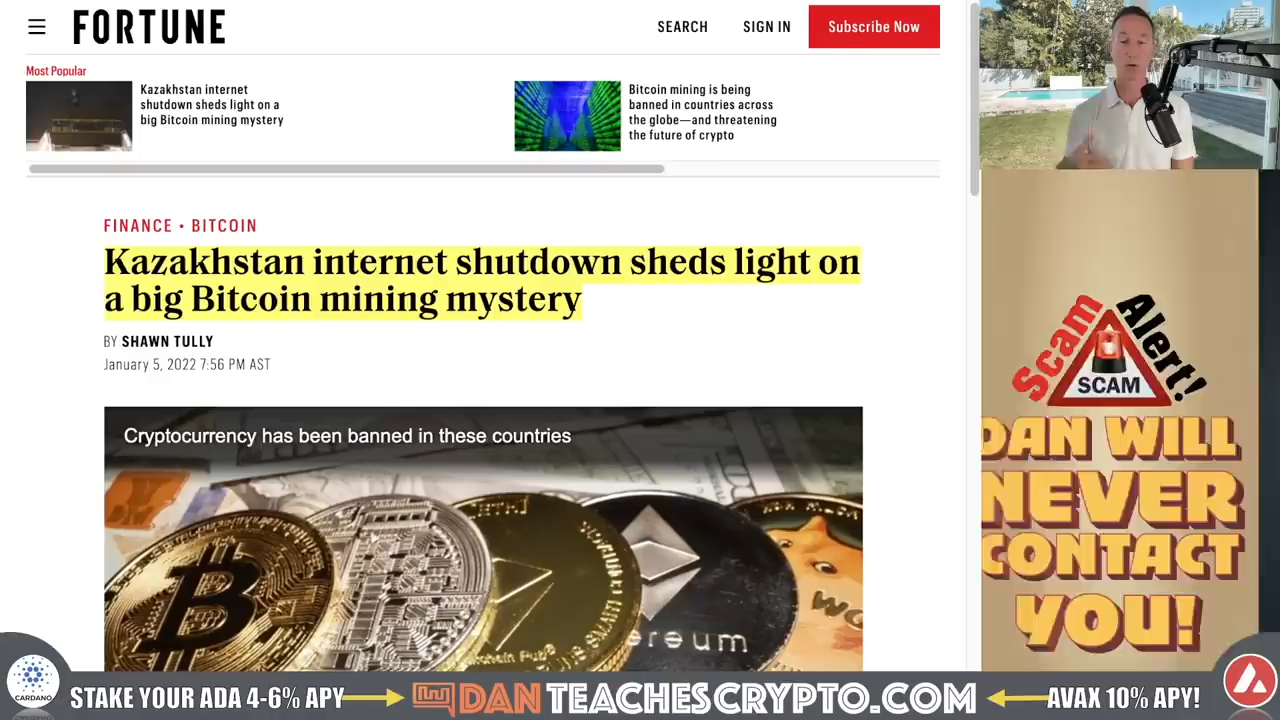 FORTUNE
SEARCH
SIGN IN
Subscribe Now
Most Popular
Kazakhstan internet
shutdown sheds light on a
big Bitcoin mining mystery
Bitcoin mining is being
banned in countries across
the globe—and threatening
the future of crypto
FINANCE • BITCOIN
Kazakhstan internet shutdown sheds light on
a big Bitcoin mining mystery
BY SHAWN TULLY
January 5, 2022 7:56 PM AST
Cryptocurrency has been banned in these countries
ereum
Scam Alert!
SCAM
DAN WILL
NEVER
CONTACT
YOU!
CARDANO
STAKE YOUR ADA 4-6% APY
DANTEACHESCRYPTO.COM
AVAX 10% APY!